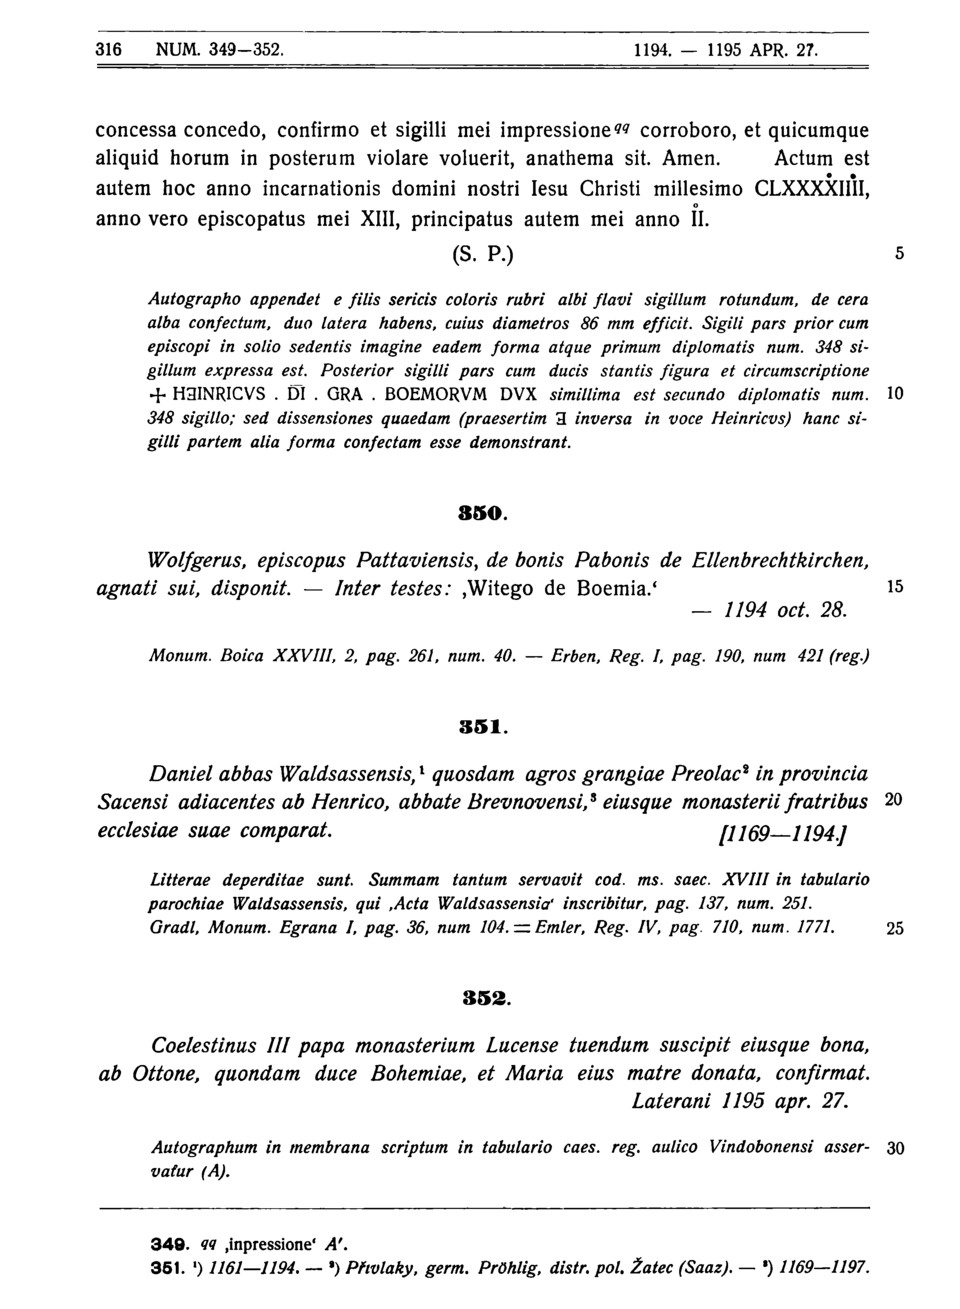 316 NUM. 349—352. 1194. — 1195 APR. 27.
concessa concedo, confirmo et sigilli mei impressione qq corroboro, et quicumque
aliquid horum in posterum violare voluerit, anathema sit. Amen. Actum est
autem hoc anno incarnationis domini nostri Iesu Christi millesimo CLXXXXIIII,
anno vero episcopatus mei XIII, principatus autem mei anno II̊.
(S. P.) 5
Autographo appendet e filis sericis coloris rubri albi flavi sigillum rotundum, de cera
alba confectum, duo latera habens, cuius diametros 86 mm efficit. Sigili pars prior cum
episcopi in solio sedentis imagine eadem forma atque primum diplomatis num. 348 si-
gillum expressa est. Posterior sigilli pars cum ducis stantis figura et circumscriptione
+ HƎINRICVS . D̅I̅ . GRA . BOEMORVM DVX simillima est secundo diplomatis num. 10
348 sigillo; sed dissensiones quaedam (praesertim Ǝ inversa in voce Heinricvs) hanc si-
gilli partem alia forma confectam esse demonstrant.
350.
Wolfgerus, episcopus Pattaviensis, de bonis Pabonis de Ellenbrechtkirchen,
agnati sui, disponit. — Inter testes: ‚Witego de Boemia.‘ 15
— 1194 oct. 28.
Monum. Boica XXVIII, 2, pag. 261, num. 40. — Erben, Reg. I, pag. 190, num 421 (reg.)
351.
Daniel abbas Waldsassensis,¹ quosdam agros grangiae Preolac² in provincia
Sacensi adiacentes ab Henrico, abbate Brevnovensi,³ eiusque monasterii fratribus 20
ecclesiae suae comparat. [1169—1194.]
Litterae deperditae sunt. Summam tantum servavit cod. ms. saec. XVIII in tabulario
parochiae Waldsassensis, qui ‚Acta Waldsassensia‘ inscribitur, pag. 137, num. 251.
Gradl, Monum. Egrana I, pag. 36, num 104. = Emler, Reg. IV, pag. 710, num. 1771. 25
352.
Coelestinus III papa monasterium Lucense tuendum suscipit eiusque bona,
ab Ottone, quondam duce Bohemiae, et Maria eius matre donata, confirmat.
Laterani 1195 apr. 27.
Autographum in membrana scriptum in tabulario caes. reg. aulico Vindobonensi asser- 30
vatur (A).
349. qq ‚inpressione‘ A′.
351. ¹) 1161—1194. — ²) Přívlaky, germ. Pröhlig, distr. pol. Žatec (Saaz). — ³) 1169—1197.